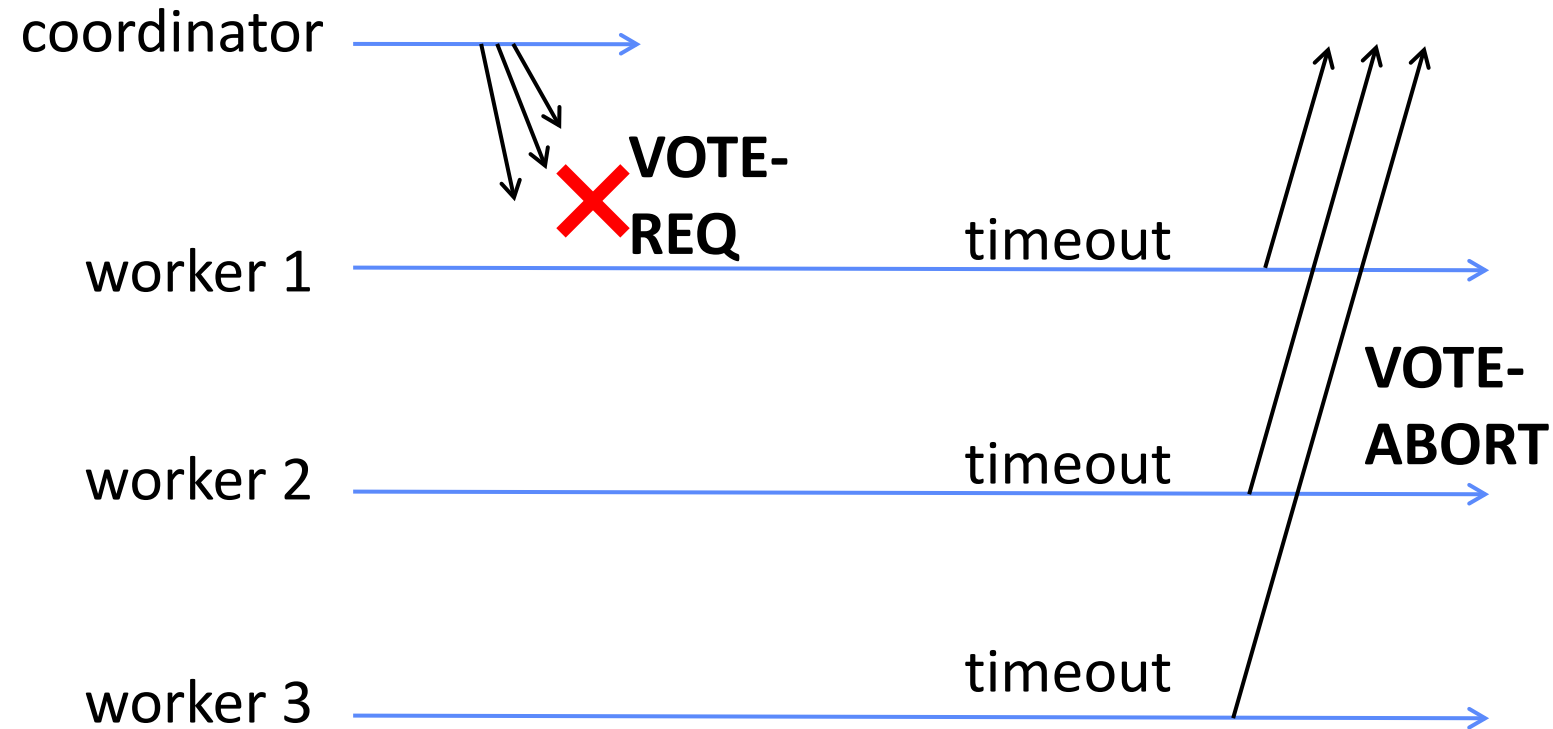 coordinator
VOTE-
REQ
worker 1
timeout
VOTE-
ABORT
worker 2
timeout
worker 3
timeout